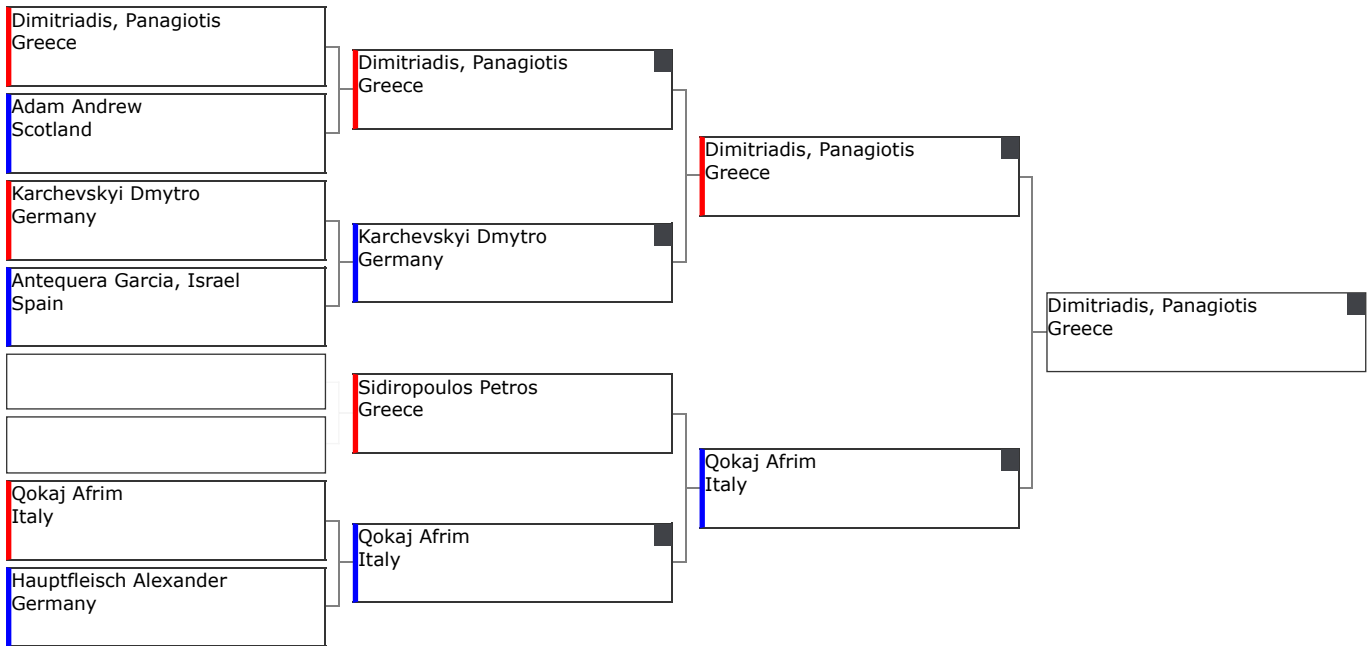 Dimitriadis, Panagiotis
Greece
Adam Andrew
Scotland
Karchevskyi Dmytro
Germany
Antequera Garcia, Israel
Spain
Qokaj Afrim
Italy
Hauptfleisch Alexander
Germany
Dimitriadis, Panagiotis
Greece
Karchevskyi Dmytro
Germany
Sidiropoulos Petros
Greece
Qokaj Afrim
Italy
Dimitriadis, Panagiotis
Greece
Qokaj Afrim
Italy
Dimitriadis, Panagiotis
Greece